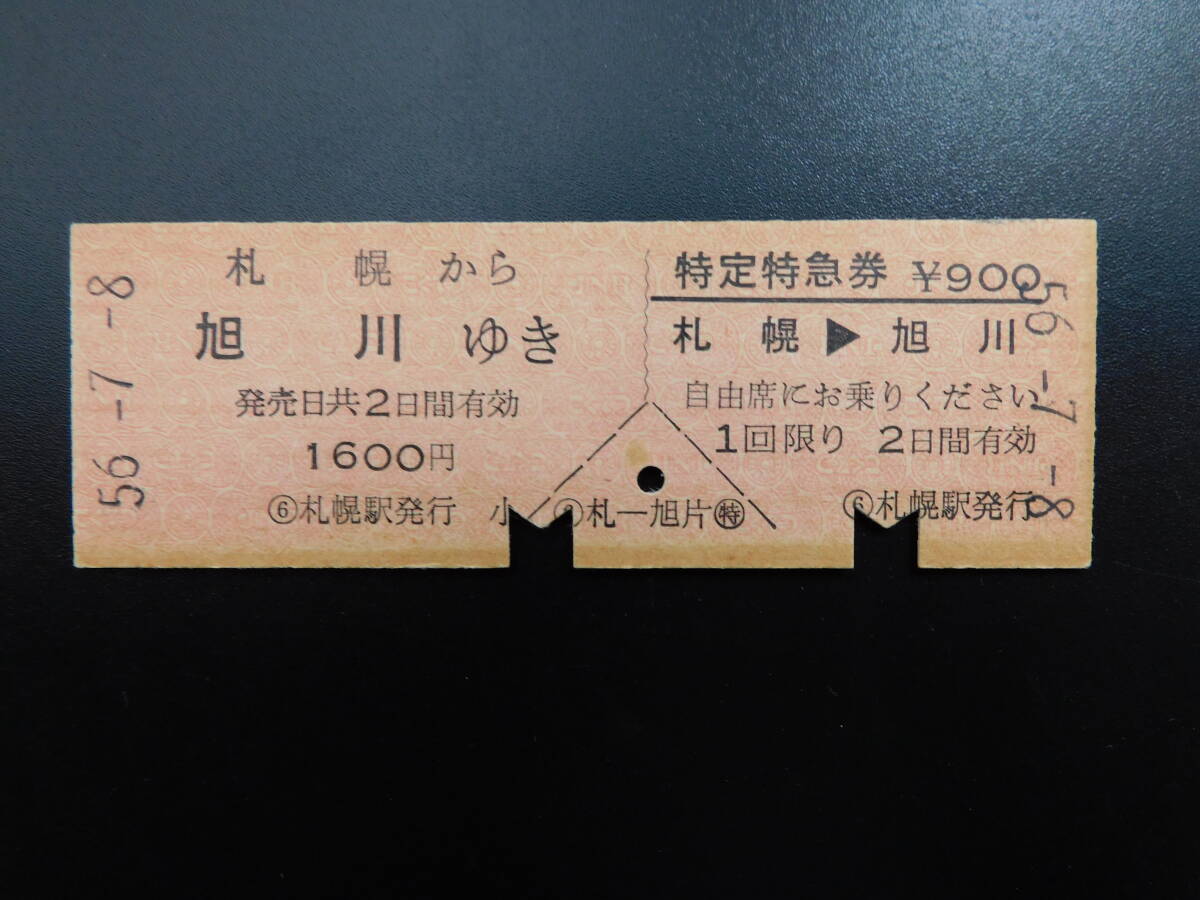 56-7-8
札幌から
旭川ゆき
発売日共2日間有効
1600円
⑥札幌駅発行 小
札—旭片㊕
特定特急券 ¥900
札幌▶旭川
自由席にお乗りください
1回限り 2日間有効
⑥札幌駅発行
56-7-8